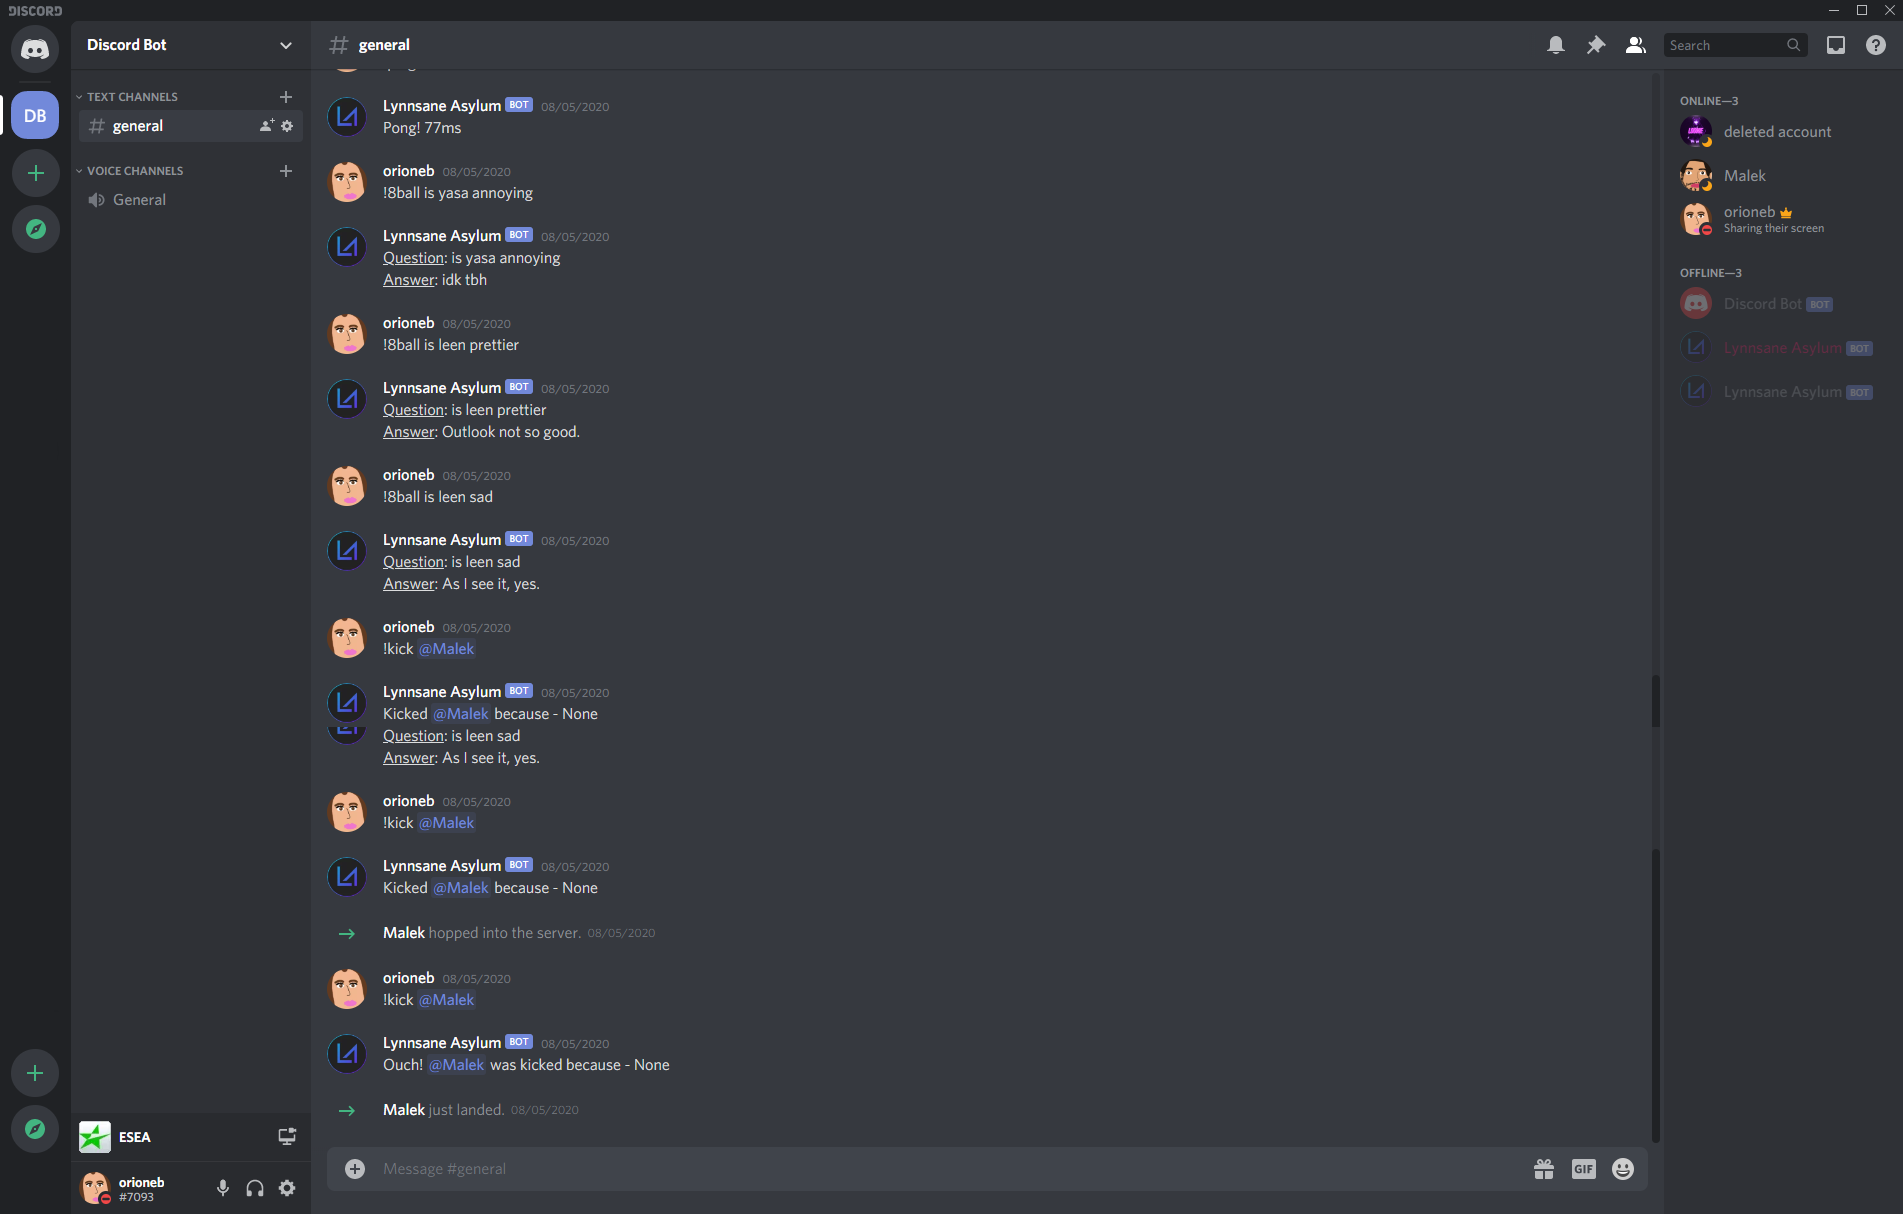 DISCORD
Discord Bot
general
Search
DB
TEXT CHANNELS
general
VOICE CHANNELS
General
Lynnsane Asylum BOT 08/05/2020
Pong! 77ms
orioneb 08/05/2020
!8ball is yasa annoying
Lynnsane Asylum BOT 08/05/2020
Question: is yasa annoying
Answer: idk tbh
orioneb 08/05/2020
!8ball is leen prettier
Lynnsane Asylum BOT 08/05/2020
Question: is leen prettier
Answer: Outlook not so good.
orioneb 08/05/2020
!8ball is leen sad
Lynnsane Asylum BOT 08/05/2020
Question: is leen sad
Answer: As I see it, yes.
orioneb 08/05/2020
!kick @Malek
Lynnsane Asylum BOT 08/05/2020
Kicked @Malek because - None
Question: is leen sad
Answer: As I see it, yes.
orioneb 08/05/2020
!kick @Malek
Lynnsane Asylum BOT 08/05/2020
Kicked @Malek because - None
Malek hopped into the server. 08/05/2020
orioneb 08/05/2020
!kick @Malek
Lynnsane Asylum BOT 08/05/2020
Ouch! @Malek was kicked because - None
Malek just landed. 08/05/2020
Message #general
GIF
ESEA
orioneb
#7093
ONLINE—3
deleted account
Malek
orioneb
Sharing their screen
OFFLINE—3
Discord Bot BOT
Lynnsane Asylum BOT
Lynnsane Asylum BOT